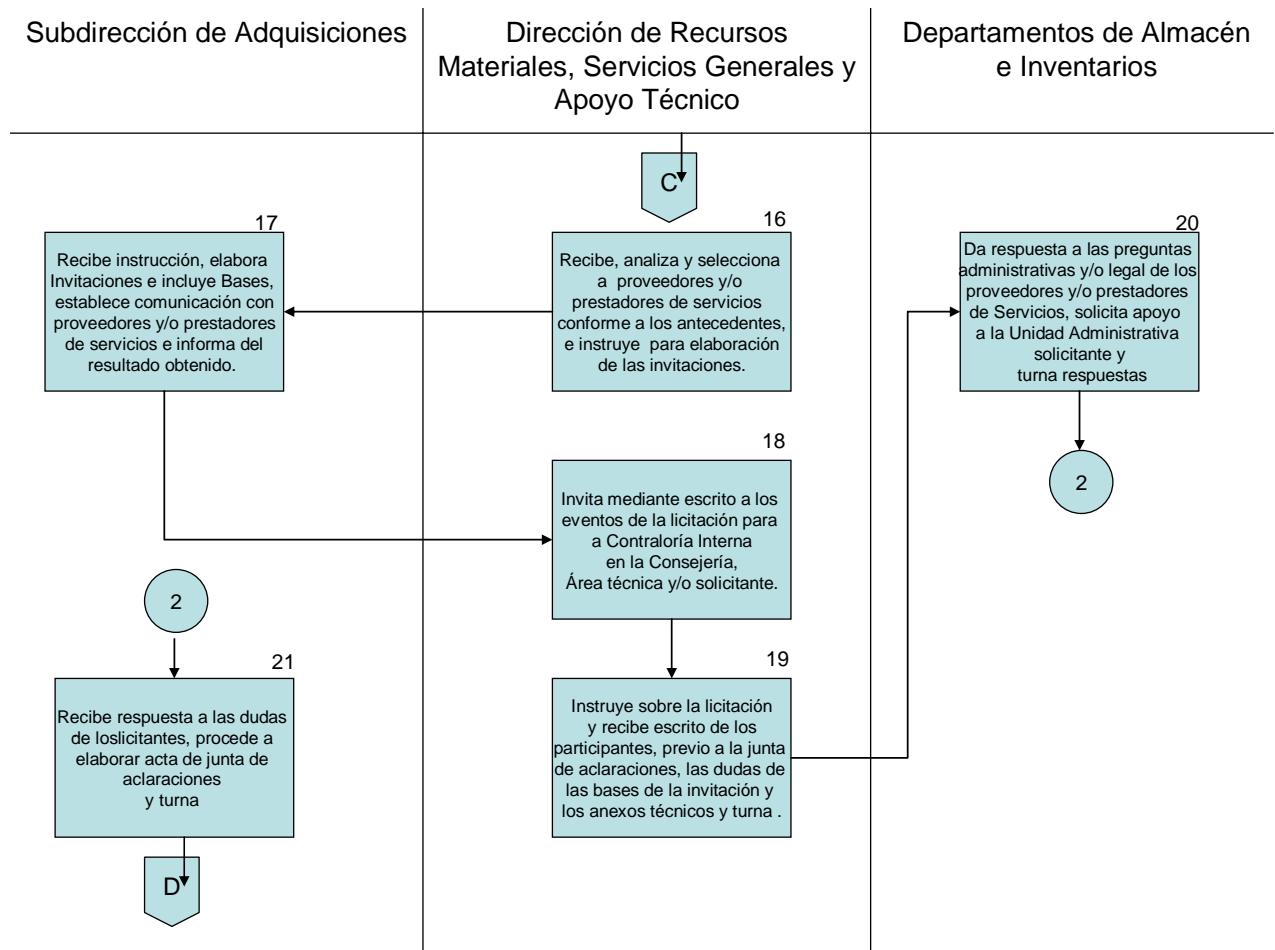 Subdirección de Adquisiciones
Dirección de Recursos
Materiales, Servicios Generales y
Apoyo Técnico
Departamentos de Almacén
e Inventarios
C
16
Recibe, analiza y selecciona
a proveedores y/o
prestadores de servicios
conforme a los antecedentes,
e instruye para elaboración
de las invitaciones.
17
Recibe instrucción, elabora
Invitaciones e incluye Bases,
establece comunicación con
proveedores y/o prestadores
de servicios e informa del
resultado obtenido.
18
Invita mediante escrito a los
eventos de la licitación para
a Contraloría Interna
en la Consejería,
Área técnica y/o solicitante.
19
Instruye sobre la licitación
y recibe escrito de los
participantes, previo a la junta
de aclaraciones, las dudas de
las bases de la invitación y
los anexos técnicos y turna .
20
Da respuesta a las preguntas
administrativas y/o legal de los
proveedores y/o prestadores
de Servicios, solicita apoyo
a la Unidad Administrativa
solicitante y
turna respuestas
2
2
21
Recibe respuesta a las dudas
de loslicitantes, procede a
elaborar acta de junta de
aclaraciones
y turna
D